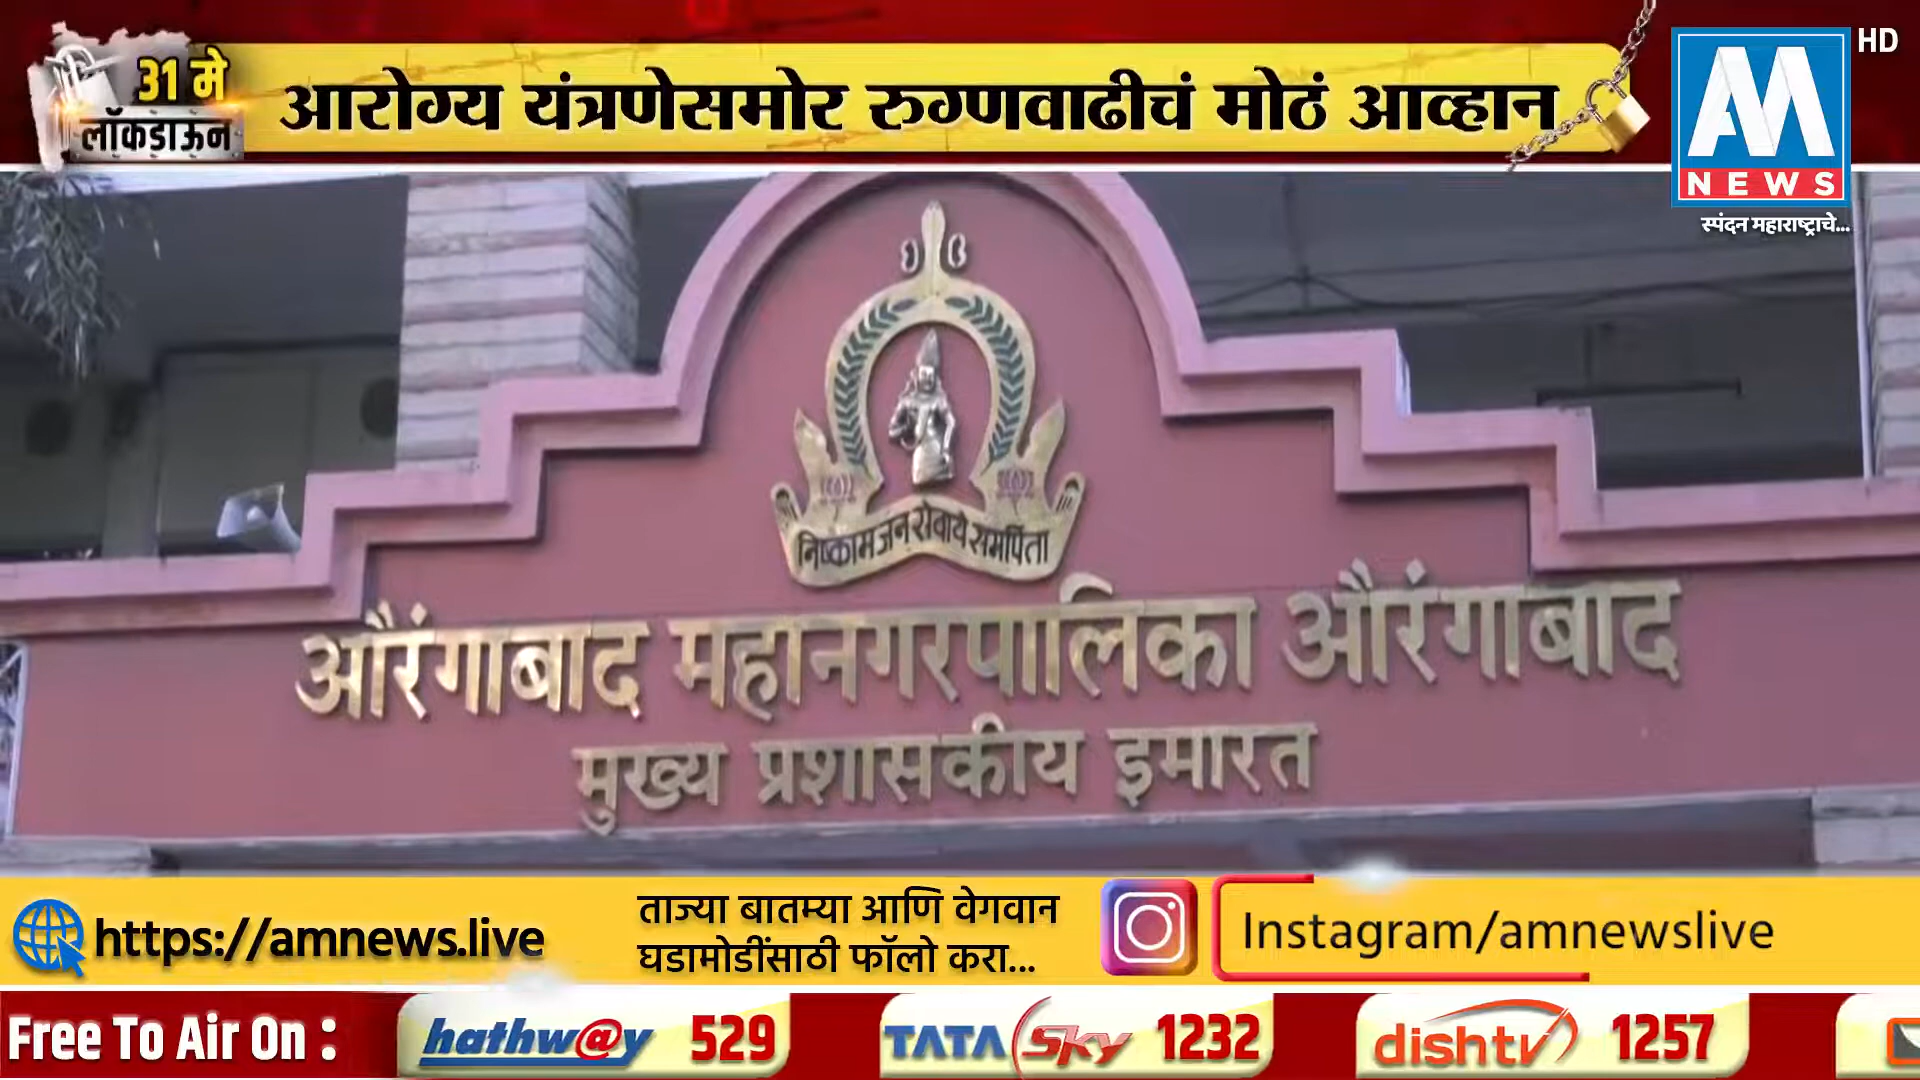 31 मे
लॉकडाऊन
आरोग्य यंत्रणेसमोर रुग्णवाढीचं मोठं आव्हान
AM
NEWS
HD
स्पंदन महाराष्ट्राचे...
निष्काम जन सेवाये समर्पिता
औरंगाबाद महानगरपालिका औरंगाबाद
मुख्य प्रशासकीय इमारत
https://amnews.live
ताज्या बातम्या आणि वेगवान
घडामोडींसाठी फॉलो करा...
Instagram/amnewslive
Free To Air On : hathw@y 529 TATA Sky 1232 dishtv 1257